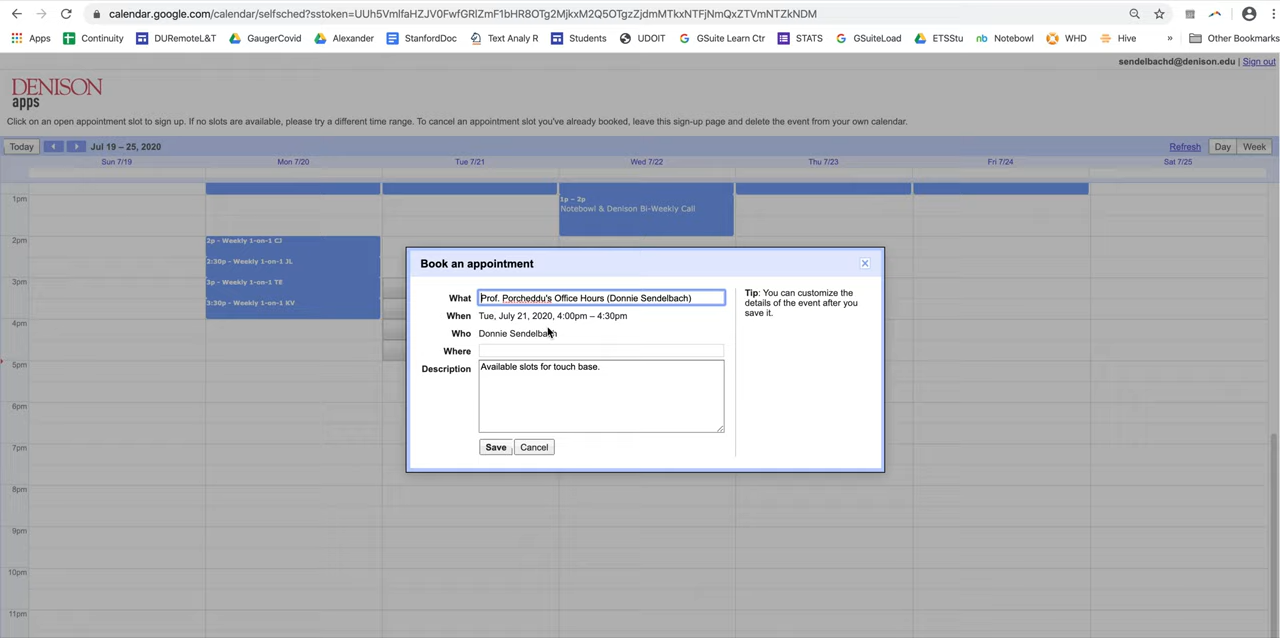 calendar.google.com/calendar/selfsched?sstoken=UUh5VmlfaHZJV0FwfGRlZmF1bHR8OTg2MjkxM2Q5OTgzZjdmMTkxNTFjNmQxZTVmNTZkNDM
Apps Continuity DURemoteL&T GaugerCovid Alexander StanfordDoc Text Analy R Students UDOIT GSuite Learn Ctr STATS GSuiteLoad ETSStu nb Notebowl WHD Hive » Other Bookmarks
sendelbachd@denison.edu | Sign out
DENISON
apps
Click on an open appointment slot to sign up. If no slots are available, please try a different time range. To cancel an appointment slot you've already booked, leave this sign-up page and delete the event from your own calendar.
Today Jul 19 – 25, 2020 Refresh Day Week
Sun 7/19 Mon 7/20 Tue 7/21 Wed 7/22 Thu 7/23 Fri 7/24 Sat 7/25
1pm
1p – 2p
Notebowl & Denison Bi-Weekly Call
2pm
2p - Weekly 1-on-1 CJ
2:30p - Weekly 1-on-1 JL
3pm
3p - Weekly 1-on-1 TE
3:30p - Weekly 1-on-1 KV
4pm
5pm
6pm
7pm
8pm
9pm
10pm
11pm
Book an appointment
What Prof. Porcheddu's Office Hours (Donnie Sendelbach)
When Tue, July 21, 2020, 4:00pm – 4:30pm
Who Donnie Sendelbach
Where
Description Available slots for touch base.
Save Cancel
Tip: You can customize the
details of the event after you
save it.